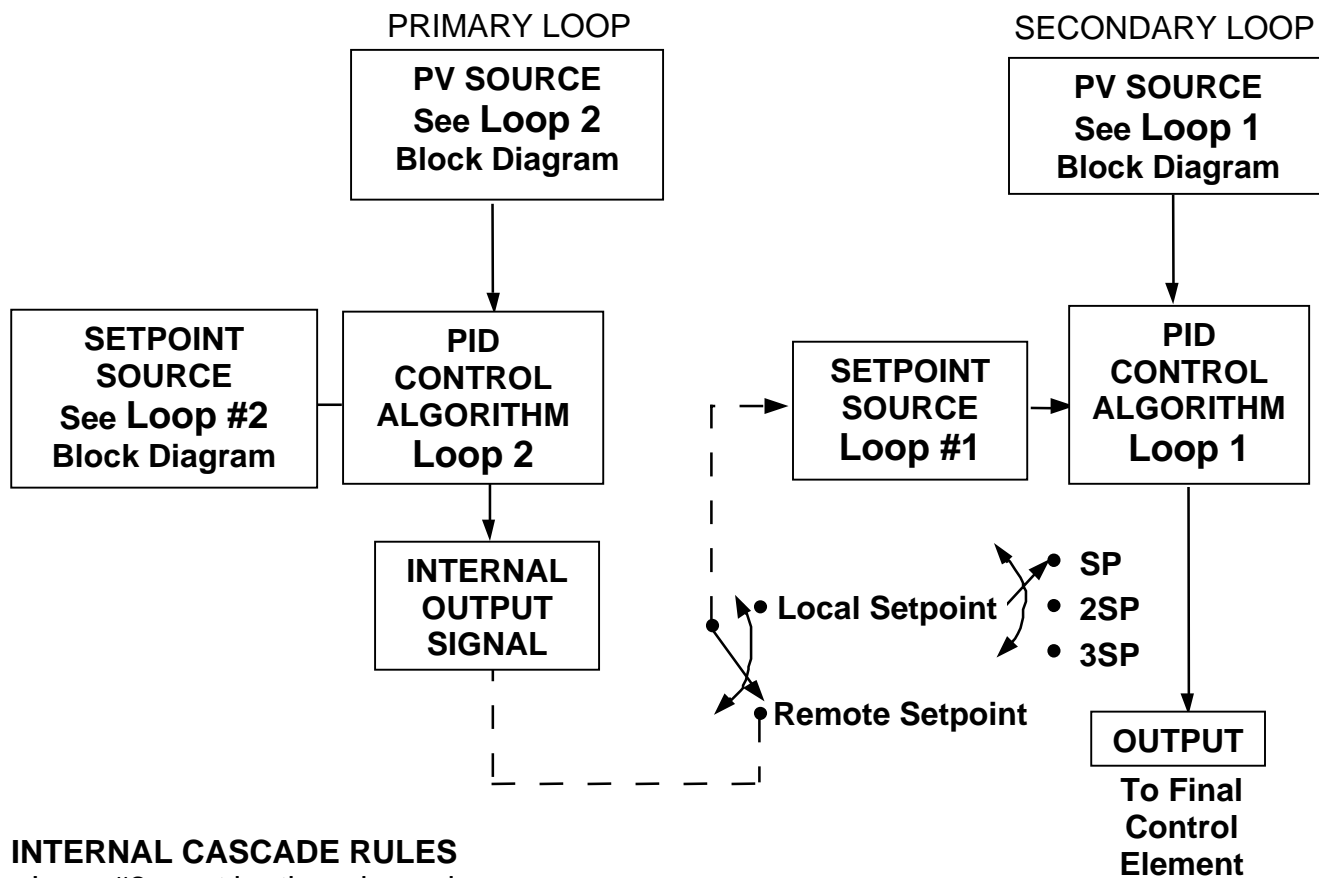 PRIMARY LOOP
PV SOURCE
See Loop 2
Block Diagram
SETPOINT
SOURCE
See Loop #2
Block Diagram
PID
CONTROL
ALGORITHM
Loop 2
INTERNAL
OUTPUT
SIGNAL
SECONDARY LOOP
PV SOURCE
See Loop 1
Block Diagram
SETPOINT
SOURCE
Loop #1
PID
CONTROL
ALGORITHM
Loop 1
Local Setpoint
Remote Setpoint
SP
2SP
3SP
OUTPUT
To Final
Control
Element
INTERNAL CASCADE RULES